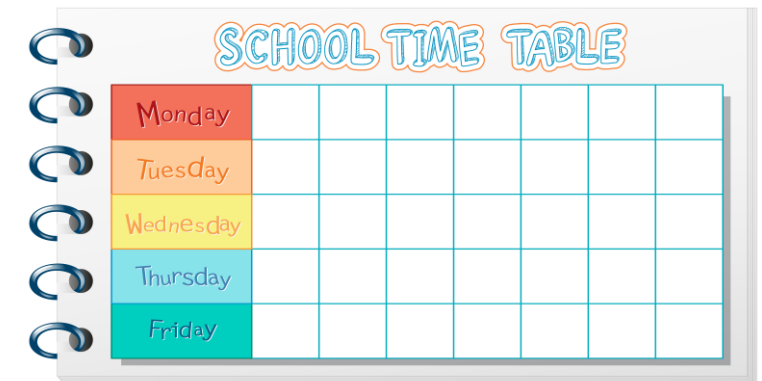 SCHOOL TIME TABLE
Monday
Tuesday
Wednesday
Thursday
Friday